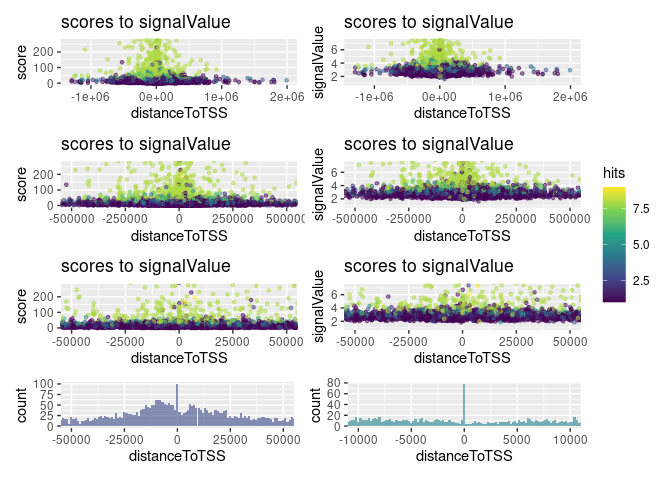 scores to signalValue
score
200
100
0
-1e+06
0e+00
1e+06
2e+06
distanceToTSS
scores to signalValue
signalValue
6
4
2
-1e+06
0e+00
1e+06
2e+06
distanceToTSS
scores to signalValue
score
200
100
0
-500000
-250000
0
250000
500000
distanceToTSS
scores to signalValue
signalValue
6
4
2
-500000
-250000
0
250000
500000
distanceToTSS
scores to signalValue
score
200
100
0
-50000
-25000
0
25000
50000
distanceToTSS
scores to signalValue
signalValue
6
4
2
-50000
-25000
0
25000
50000
distanceToTSS
count
100
75
50
25
0
-50000
-25000
0
25000
50000
distanceToTSS
count
80
60
40
20
0
-10000
-5000
0
5000
10000
distanceToTSS
hits
7.5
5.0
2.5